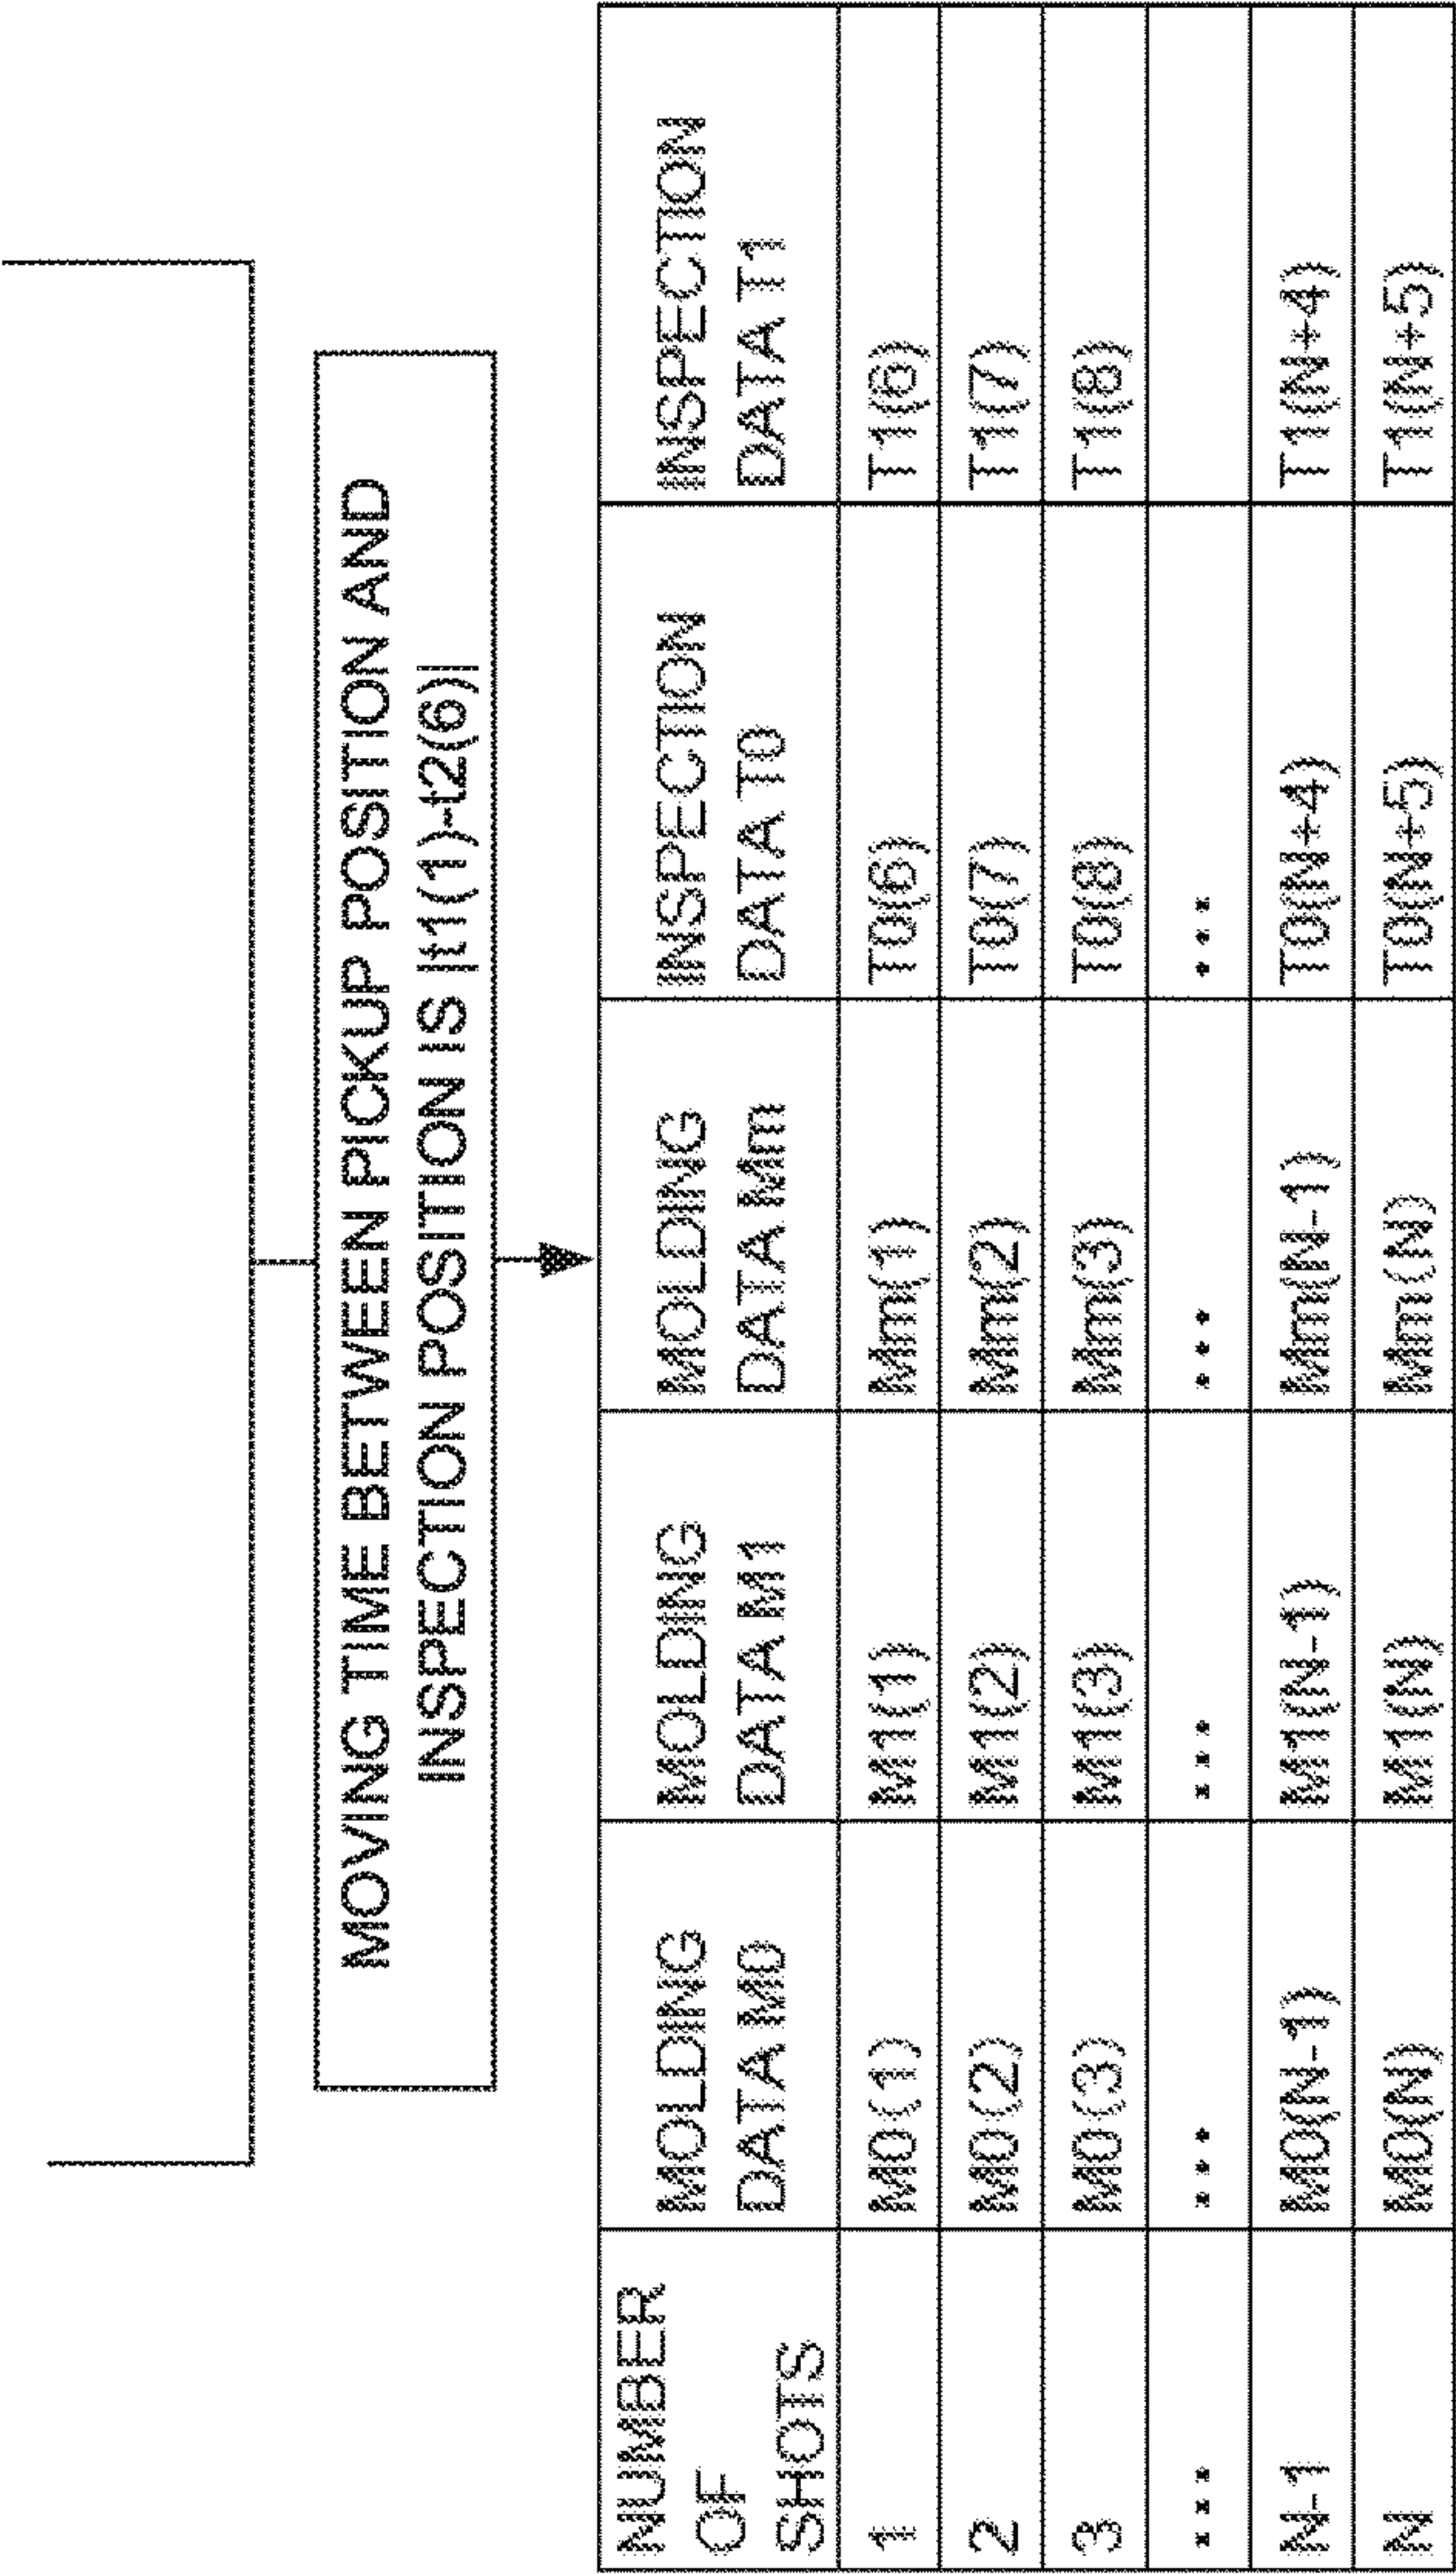 MOVING TIME BETWEEN PICKUP POSITION AND
INSPECTION POSITION IS |t1(1)-t2(6)|
NUMBER OF SHOTS MOLDING DATA M0 MOLDING DATA M1 MOLDING DATA Mm INSPECTION DATA T0 INSPECTION DATA T1
1 M0(1) M1(1) Mm(1) T0(6) T1(6)
2 M0(2) M1(2) Mm(2) T0(7) T1(7)
3 M0(3) M1(3) Mm(3) T0(8) T1(8)
... ... ... ... ...
N-1 M0(N-1) M1(N-1) Mm(N-1) T0(N+4) T1(N+4)
N M0(N) M1(N) Mm(N) T0(N+5) T1(N+5)